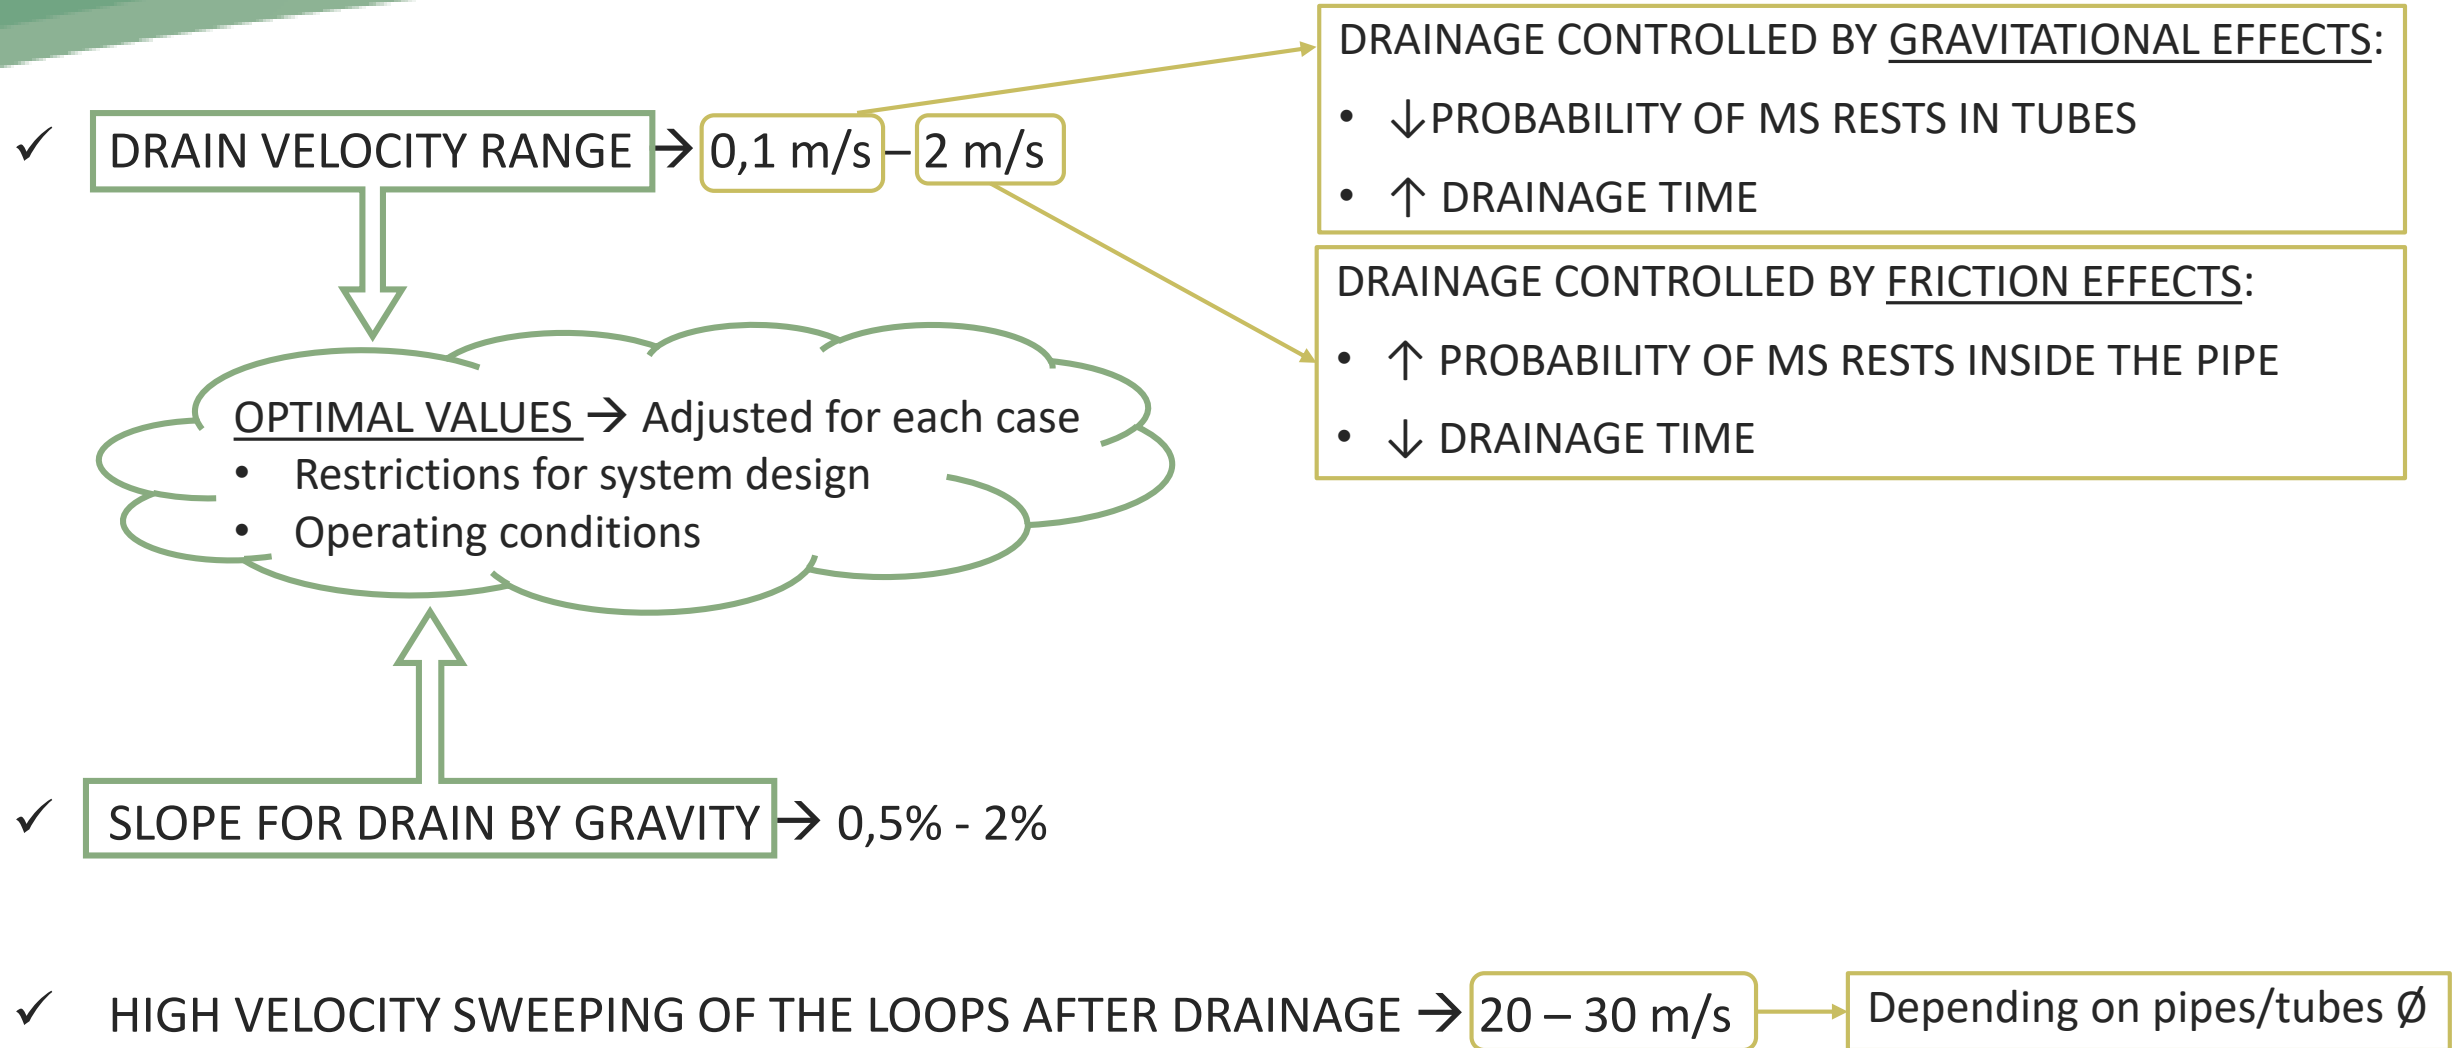 ✓ DRAIN VELOCITY RANGE → 0,1 m/s – 2 m/s
DRAINAGE CONTROLLED BY GRAVITATIONAL EFFECTS:
• ↓PROBABILITY OF MS RESTS IN TUBES
• ↑ DRAINAGE TIME
DRAINAGE CONTROLLED BY FRICTION EFFECTS:
• ↑ PROBABILITY OF MS RESTS INSIDE THE PIPE
• ↓ DRAINAGE TIME
OPTIMAL VALUES → Adjusted for each case
• Restrictions for system design
• Operating conditions
✓ SLOPE FOR DRAIN BY GRAVITY → 0,5% - 2%
✓ HIGH VELOCITY SWEEPING OF THE LOOPS AFTER DRAINAGE → 20 – 30 m/s
Depending on pipes/tubes Ø